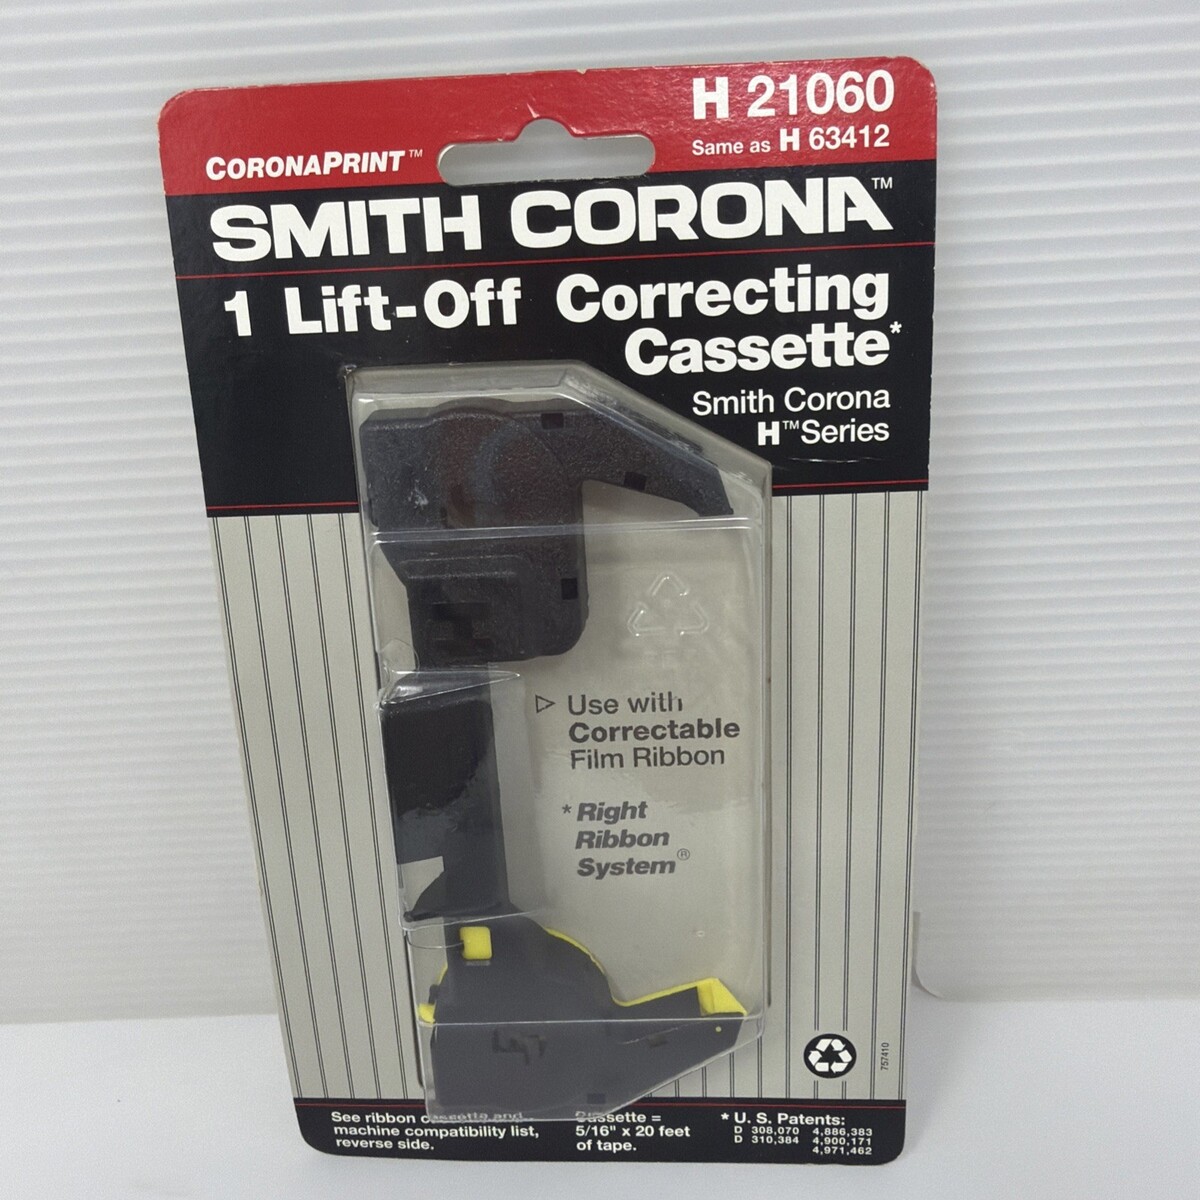 H 21060
Same as H 63412
CORONAPRINT™
SMITH CORONA™
1 Lift-Off Correcting
Cassette*
Smith Corona
H™ Series
▷ Use with
Correctable
Film Ribbon
* Right
Ribbon
System®
757410
See ribbon cassette and
machine compatibility list,
reverse side.
Cassette =
5/16" x 20 feet
of tape.
* U. S. Patents:
D 308,070 4,886,383
D 310,384 4,900,171
4,971,462